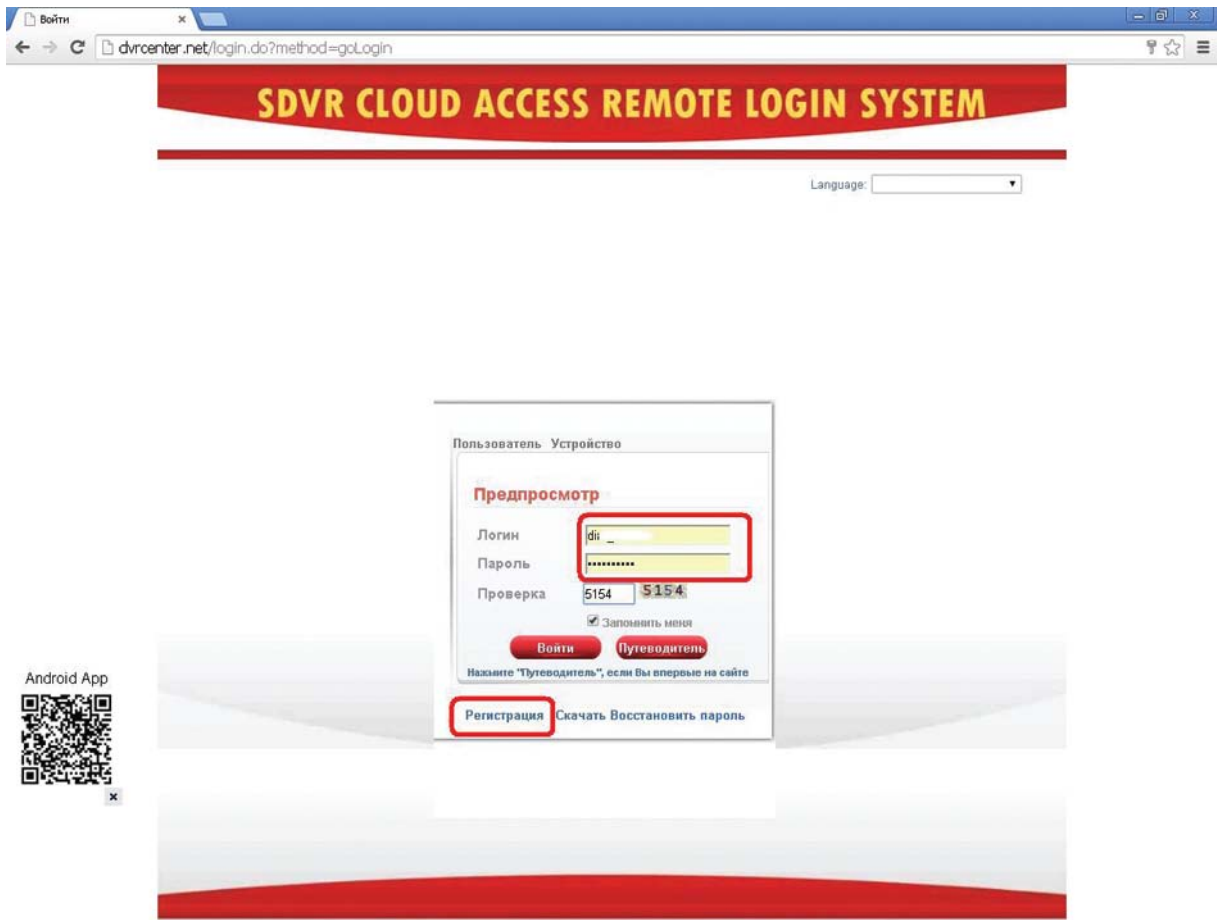 Войти
dvrcenter.net/login.do?method=goLogin
SDVR CLOUD ACCESS REMOTE LOGIN SYSTEM
Language:
Пользователь Устройство
Предпросмотр
Логин di _
Пароль ••••••••••
Проверка 5154 5154
Запомнить меня
Войти Путеводитель
Нажмите "Путеводитель", если Вы впервые на сайте
Регистрация Скачать Восстановить пароль
Android App